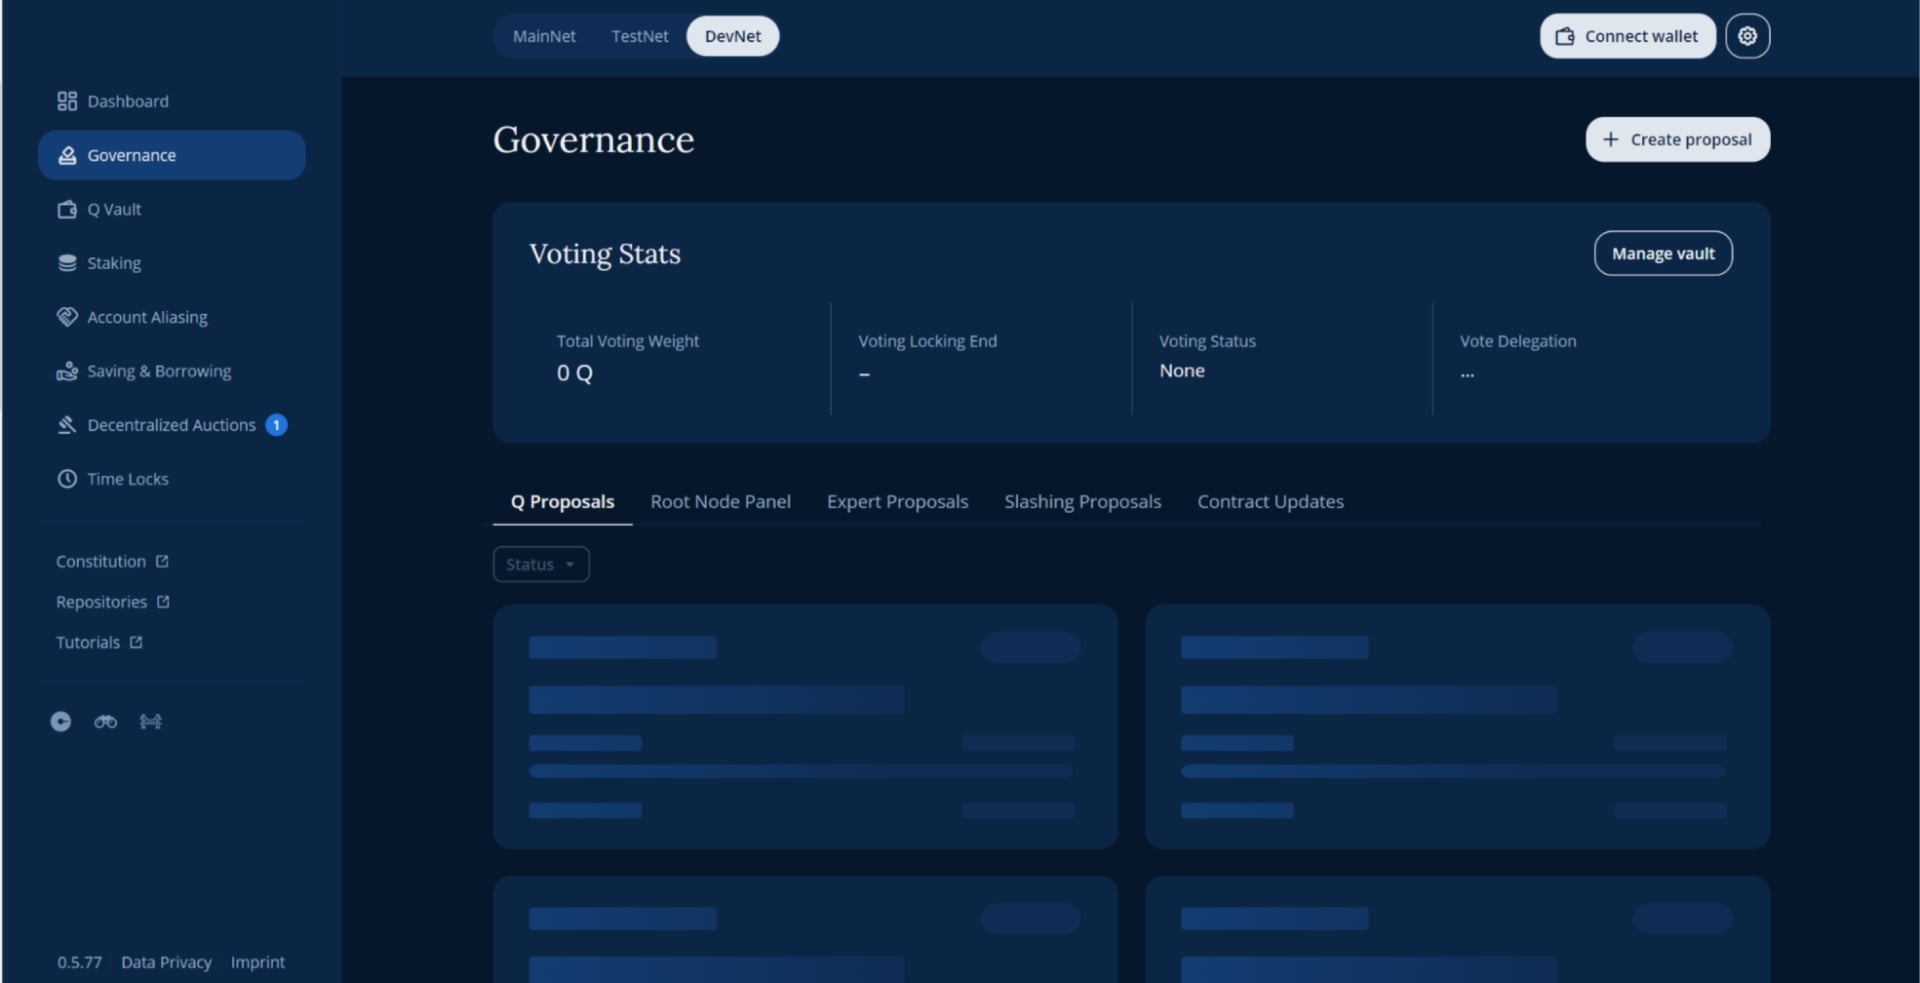 MainNet TestNet DevNet
Connect wallet
Dashboard
Governance
Q Vault
Staking
Account Aliasing
Saving & Borrowing
Decentralized Auctions 1
Time Locks
Constitution
Repositories
Tutorials
0.5.77 Data Privacy Imprint
Governance
+ Create proposal
Voting Stats
Manage vault
Total Voting Weight
0 Q
Voting Locking End
–
Voting Status
None
Vote Delegation
...
Q Proposals Root Node Panel Expert Proposals Slashing Proposals Contract Updates
Status